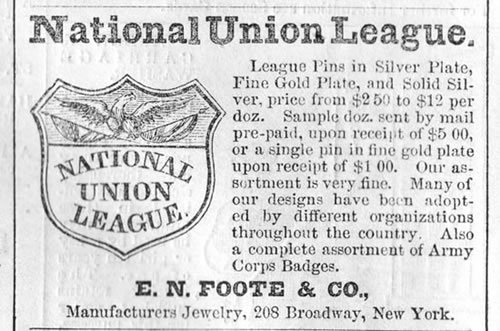 National Union League.
NATIONAL
UNION
LEAGUE.
League Pins in Silver Plate,
Fine Gold Plate, and Solid Sil-
ver, price from $2 50 to $12 per
doz. Sample doz. sent by mail
pre-paid, upon receipt of $5 00,
or a single pin in fine gold plate
upon receipt of $1 00. Our as-
sortment is very fine. Many of
our designs have been adopt-
ed by different organizations
throughout the country. Also
a complete assortment of Army
Corps Badges.
E. N. FOOTE & CO.,
Manufacturers Jewelry, 208 Broadway, New York.